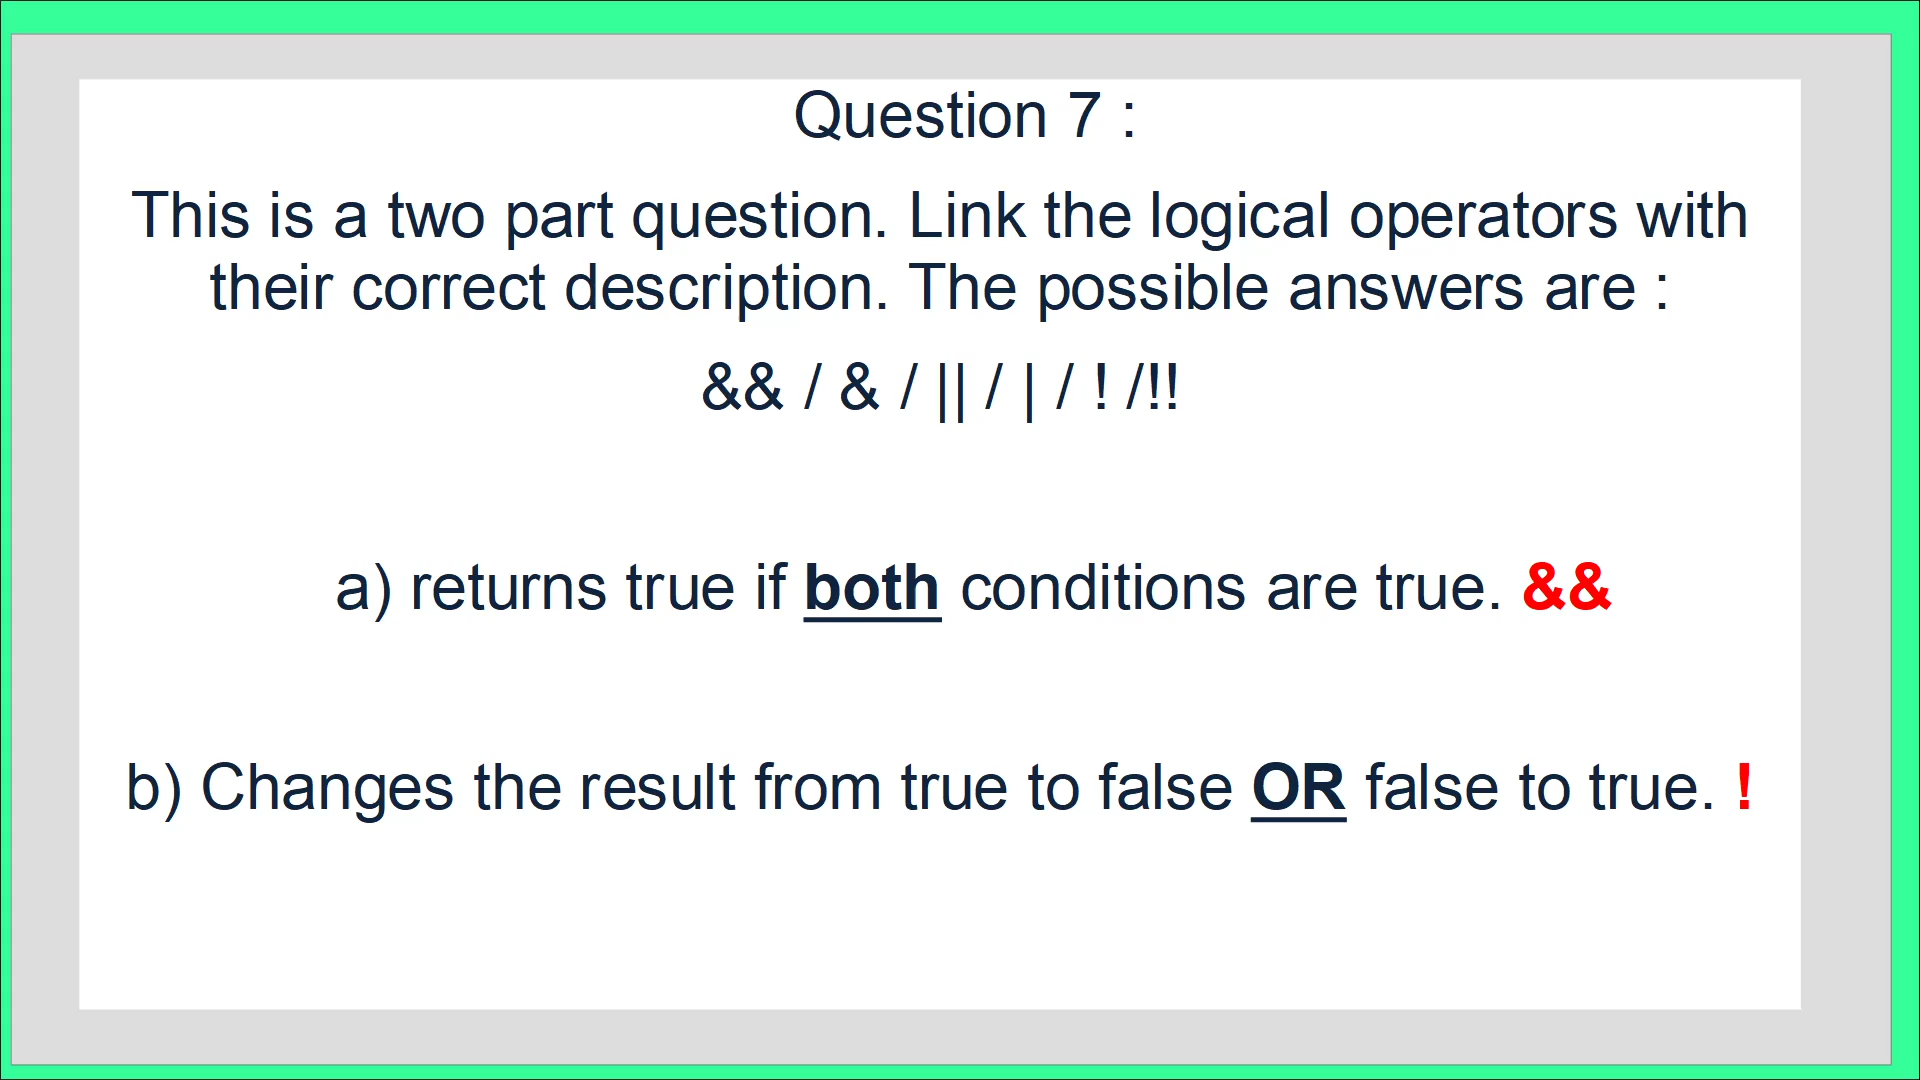 Question 7 :
This is a two part question. Link the logical operators with
their correct description. The possible answers are :
&& / & / || / | / ! /!!
a) returns true if both conditions are true. &&
b) Changes the result from true to false OR false to true. !